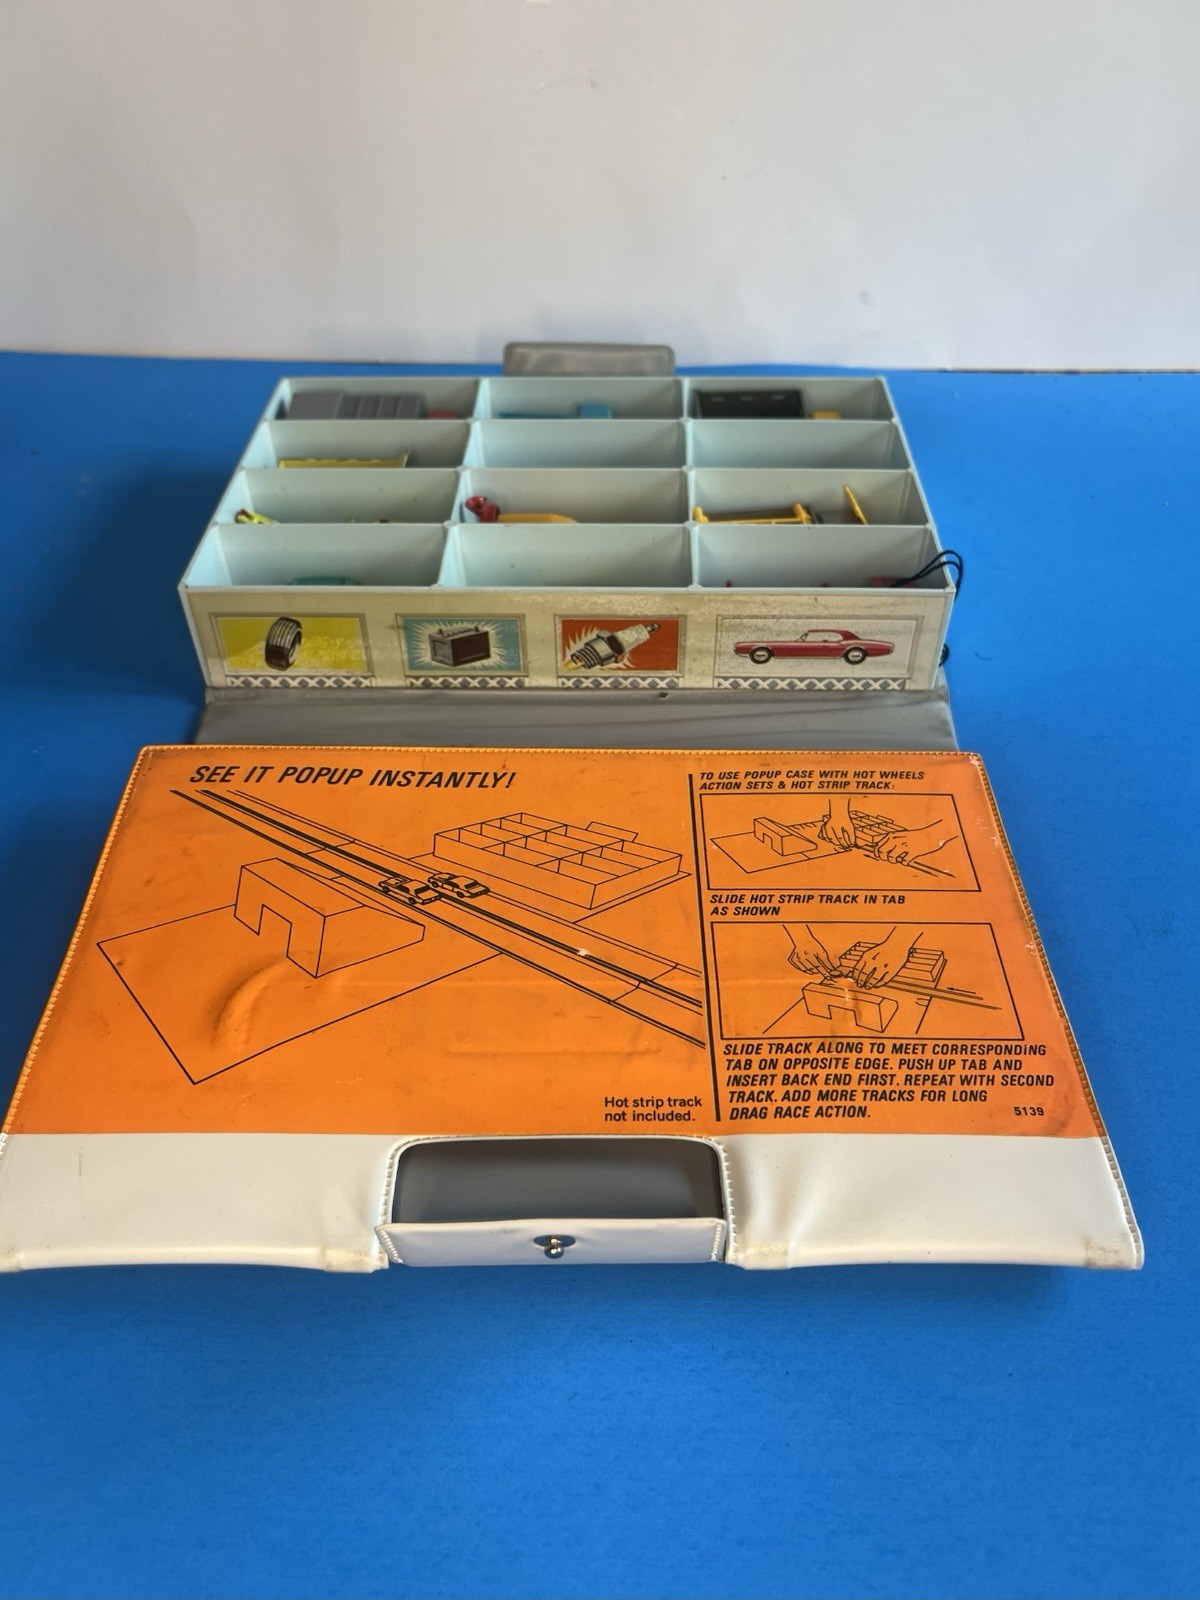 SEE IT POPUP INSTANTLY!
Hot strip track
not included.
TO USE POPUP CASE WITH HOT WHEELS
ACTION SETS & HOT STRIP TRACK:
SLIDE HOT STRIP TRACK IN TAB
AS SHOWN
SLIDE TRACK ALONG TO MEET CORRESPONDING
TAB ON OPPOSITE EDGE. PUSH UP TAB AND
INSERT BACK END FIRST. REPEAT WITH SECOND
TRACK. ADD MORE TRACKS FOR LONG
DRAG RACE ACTION.
5139